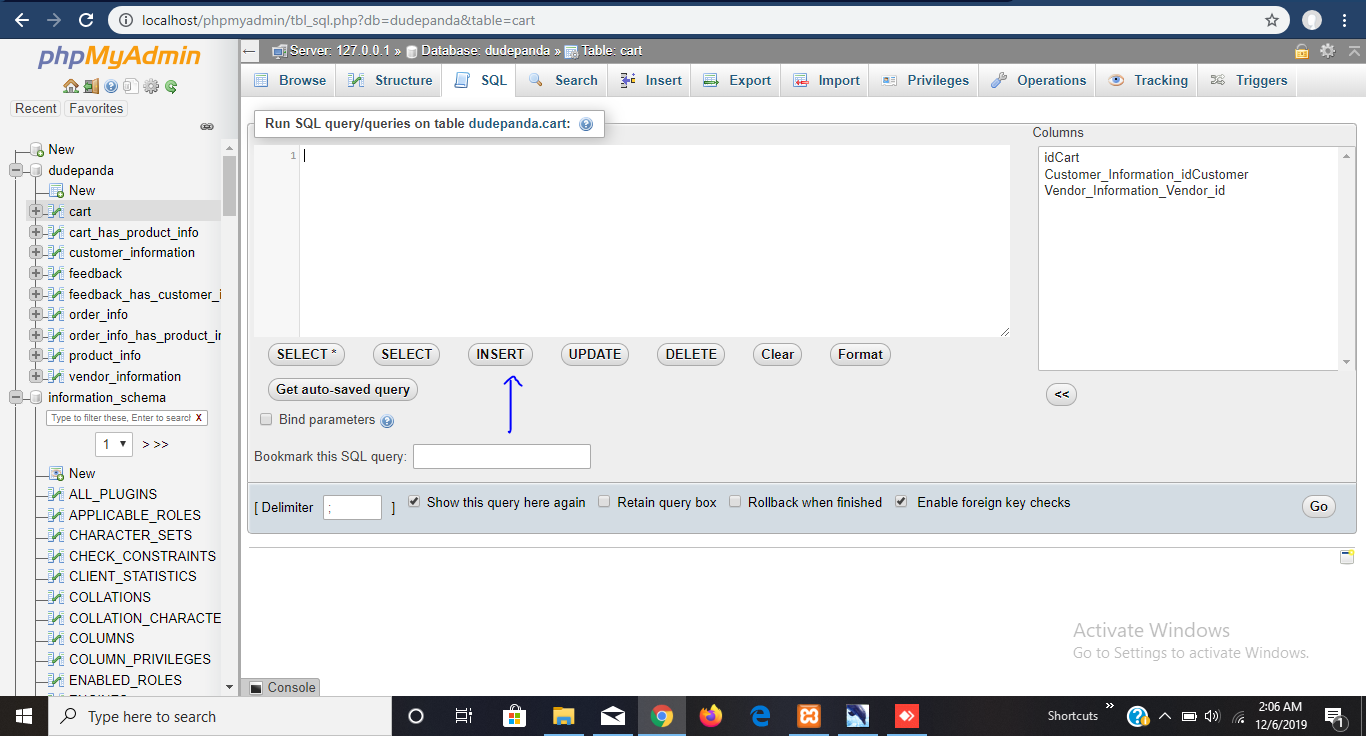 localhost/phpmyadmin/tbl_sql.php?db=dudepanda&table=cart
phpMyAdmin
Recent Favorites
New
dudepanda
New
cart
cart_has_product_info
customer_information
feedback
feedback_has_customer_i
order_info
order_info_has_product_in
product_info
vendor_information
information_schema
Type to filter these, Enter to search X
1 > >>
New
ALL_PLUGINS
APPLICABLE_ROLES
CHARACTER_SETS
CHECK_CONSTRAINTS
CLIENT_STATISTICS
COLLATIONS
COLLATION_CHARACTE
COLUMNS
COLUMN_PRIVILEGES
ENABLED_ROLES
Server: 127.0.0.1 » Database: dudepanda » Table: cart
Browse Structure SQL Search Insert Export Import Privileges Operations Tracking Triggers
Run SQL query/queries on table dudepanda.cart:
1
Columns
idCart
Customer_Information_idCustomer
Vendor_Information_Vendor_id
SELECT * SELECT INSERT UPDATE DELETE Clear Format
Get auto-saved query
<<
Bind parameters
Bookmark this SQL query:
[ Delimiter ; ] Show this query here again Retain query box Rollback when finished Enable foreign key checks Go
Activate Windows
Go to Settings to activate Windows.
Console
Type here to search
Shortcuts
2:06 AM
12/6/2019
1